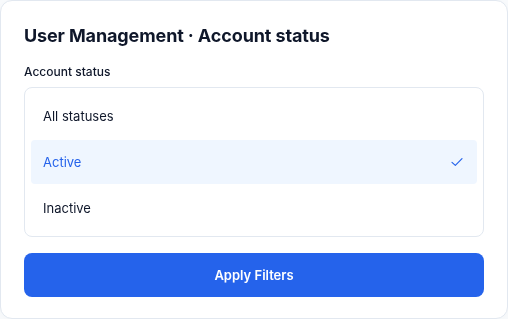 User Management · Account status
Account status
All statuses
Active
Inactive
Apply Filters